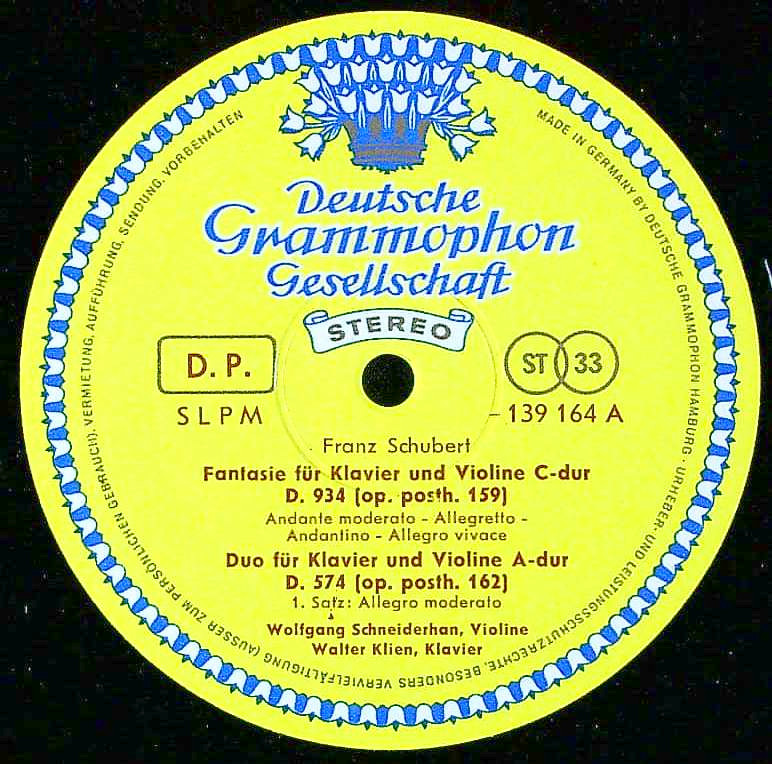 Deutsche
Grammophon
Gesellschaft
STEREO
D. P.
ST 33
SLPM
– 139 164 A
Franz Schubert
Fantasie für Klavier und Violine C-dur
D. 934 (op. posth. 159)
Andante moderato – Allegretto –
Andantino – Allegro vivace
Duo für Klavier und Violine A-dur
D. 574 (op. posth. 162)
1. Satz: Allegro moderato
Wolfgang Schneiderhan, Violine
Walter Klien, Klavier
MADE IN GERMANY BY DEUTSCHE GRAMMOPHON HAMBURG · URHEBER- UND LEISTUNGSSCHUTZRECHTE, BESONDERS VERVIELFÄLTIGUNG (AUSSER ZUM PERSÖNLICHEN GEBRAUCH), VERMIETUNG, AUFFÜHRUNG, SENDUNG, VORBEHALTEN